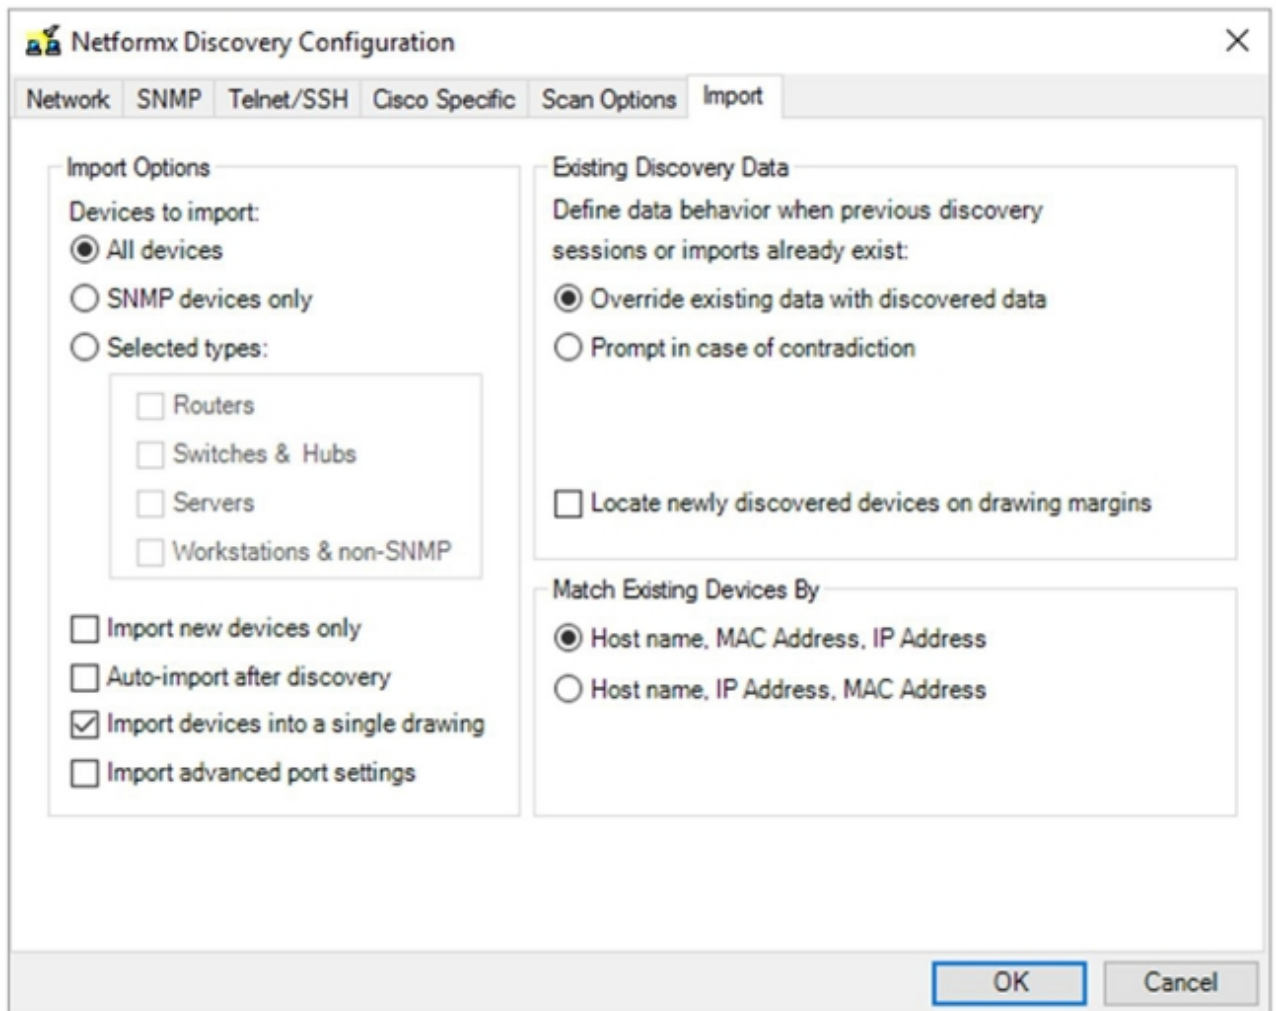 Netformx Discovery Configuration
Network SNMP Telnet/SSH Cisco Specific Scan Options Import
Import Options
Devices to import:
All devices
SNMP devices only
Selected types:
Routers
Switches & Hubs
Servers
Workstations & non-SNMP
Import new devices only
Auto-import after discovery
Import devices into a single drawing
Import advanced port settings
Existing Discovery Data
Define data behavior when previous discovery
sessions or imports already exist:
Override existing data with discovered data
Prompt in case of contradiction
Locate newly discovered devices on drawing margins
Match Existing Devices By
Host name, MAC Address, IP Address
Host name, IP Address, MAC Address
OK Cancel